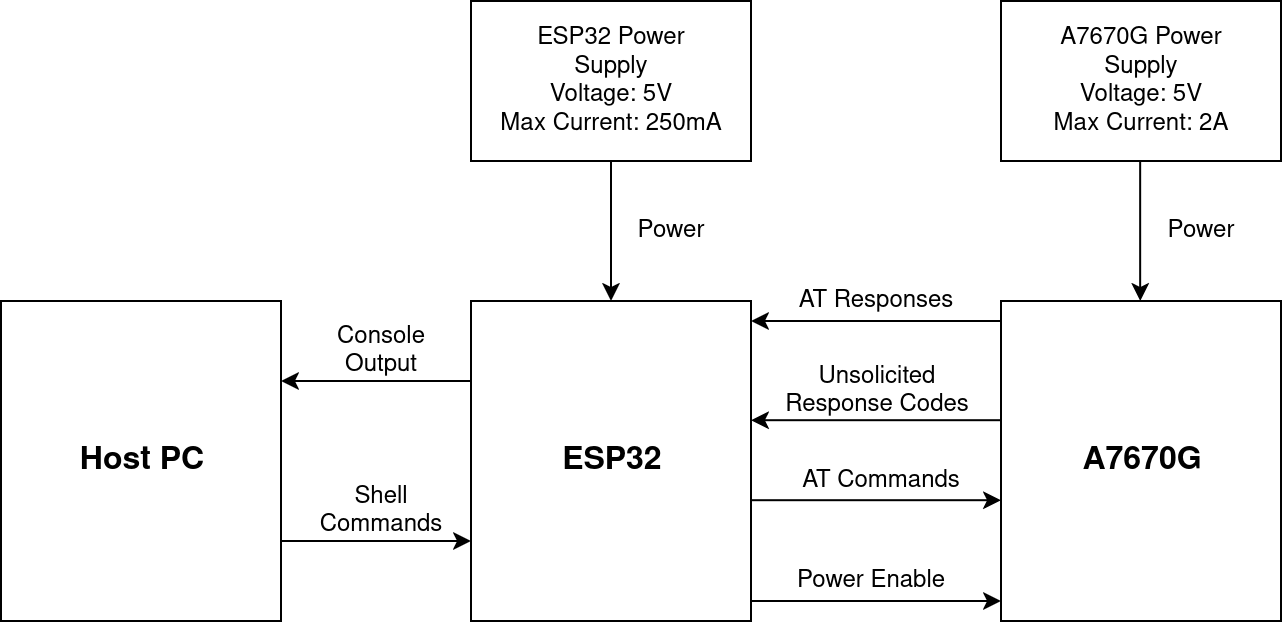 ESP32 Power
Supply
Voltage: 5V
Max Current: 250mA
A7670G Power
Supply
Voltage: 5V
Max Current: 2A
Power
Power
Console
Output
Shell
Commands
AT Responses
Unsolicited
Response Codes
AT Commands
Power Enable
Host PC
ESP32
A7670G